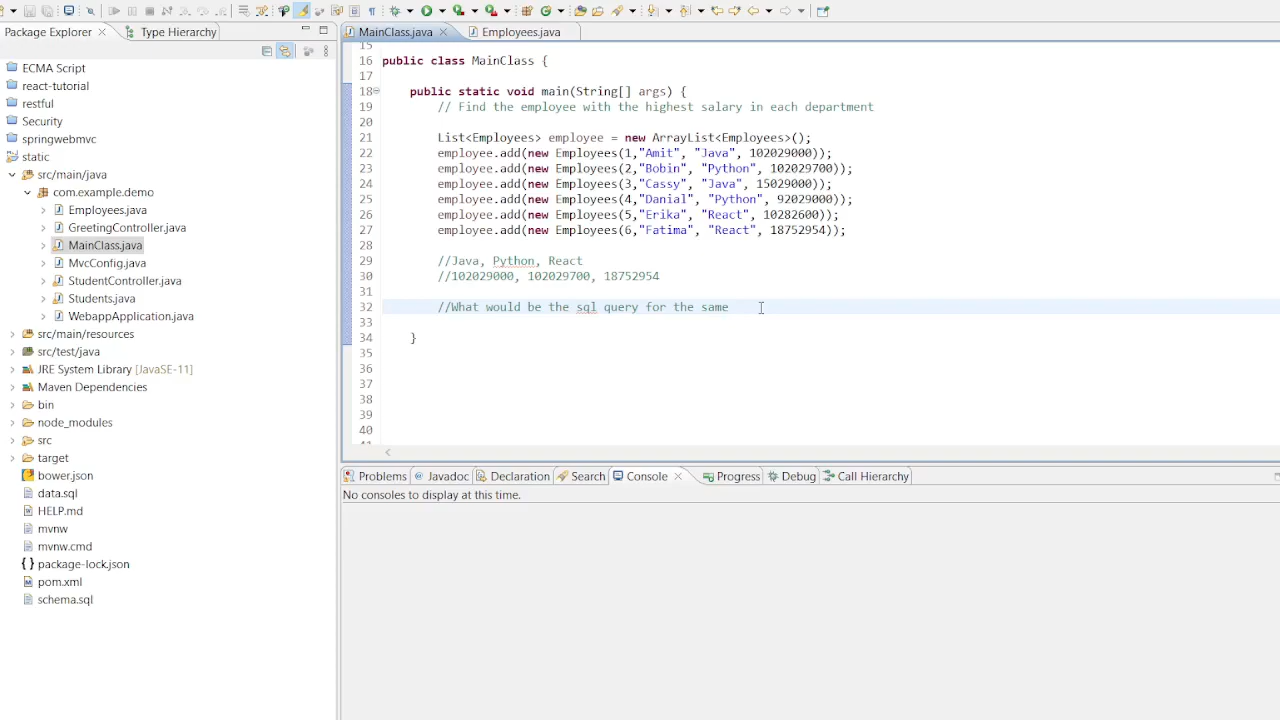 Package Explorer
Type Hierarchy
ECMA Script
react-tutorial
restful
Security
springwebmvc
static
src/main/java
com.example.demo
Employees.java
GreetingController.java
MainClass.java
MvcConfig.java
StudentController.java
Students.java
WebappApplication.java
src/main/resources
src/test/java
JRE System Library [JavaSE-11]
Maven Dependencies
bin
node_modules
src
target
bower.json
data.sql
HELP.md
mvnw
mvnw.cmd
package-lock.json
pom.xml
schema.sql
MainClass.java
Employees.java
15
16 public class MainClass {
17
18 public static void main(String[] args) {
19 // Find the employee with the highest salary in each department
20
21 List<Employees> employee = new ArrayList<Employees>();
22 employee.add(new Employees(1,"Amit", "Java", 102029000));
23 employee.add(new Employees(2,"Bobin", "Python", 102029700));
24 employee.add(new Employees(3,"Cassy", "Java", 15029000));
25 employee.add(new Employees(4,"Danial", "Python", 92029000));
26 employee.add(new Employees(5,"Erika", "React", 10282600));
27 employee.add(new Employees(6,"Fatima", "React", 18752954));
28
29 //Java, Python, React
30 //102029000, 102029700, 18752954
31
32 //What would be the sql query for the same
33
34 }
35
36
37
38
39
40
Problems
Javadoc
Declaration
Search
Console
Progress
Debug
Call Hierarchy
No consoles to display at this time.